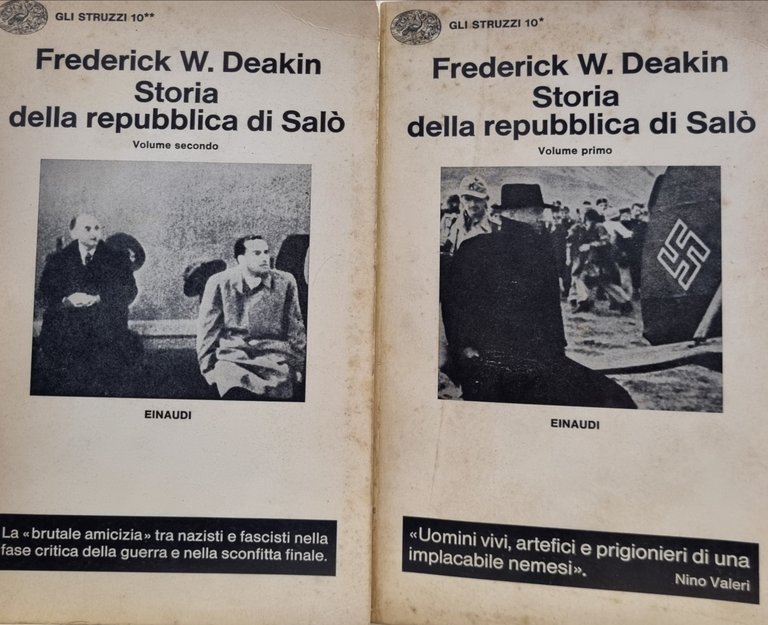 GLI STRUZZI 10**
Frederick W. Deakin
Storia
della repubblica di Salò
Volume secondo
EINAUDI
La «brutale amicizia» tra nazisti e fascisti nella
fase critica della guerra e nella sconfitta finale.
GLI STRUZZI 10*
Frederick W. Deakin
Storia
della repubblica di Salò
Volume primo
EINAUDI
«Uomini vivi, artefici e prigionieri di una
implacabile nemesi».
Nino Valeri